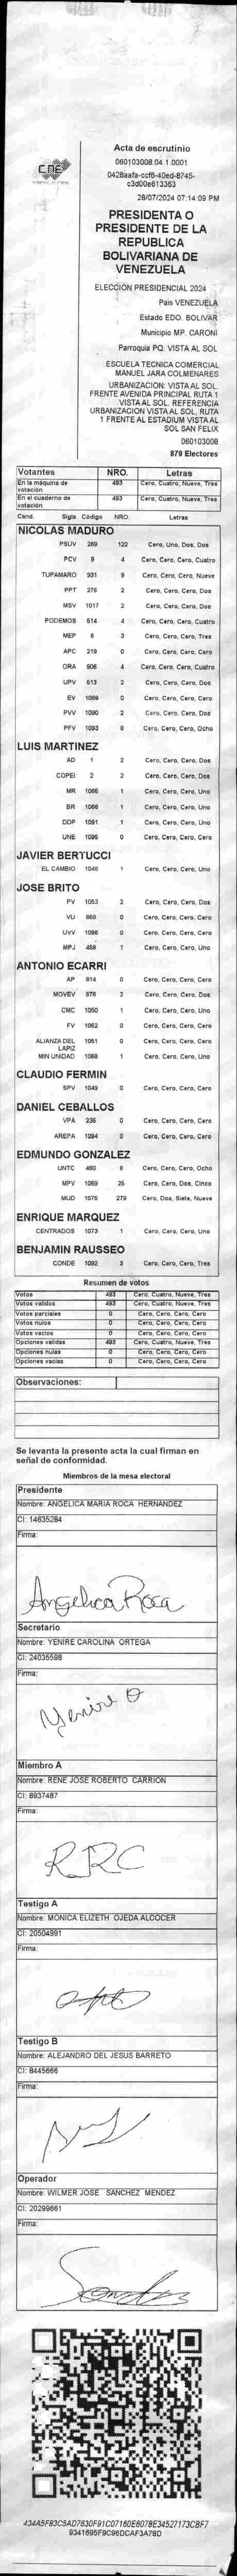 CNE
Acta de escrutinio
060103008.04.1.0001
0428aafa-ccf6-40ed-8745-
c3d00e613363
28/07/2024 07:14:09 PM
PRESIDENTA O
PRESIDENTE DE LA
REPUBLICA
BOLIVARIANA DE
VENEZUELA
ELECCION PRESIDENCIAL 2024
Pais VENEZUELA
Estado EDO. BOLIVAR
Municipio MP. CARONI
Parroquia PQ. VISTA AL SOL
ESCUELA TECNICA COMERCIAL
MANUEL JARA COLMENARES
URBANIZACION: VISTA AL SOL.
FRENTE AVENIDA PRINCIPAL RUTA 1
VISTA AL SOL. REFERENCIA
URBANIZACION VISTA AL SOL, RUTA
1 FRENTE AL ESTADIUM VISTA AL
SOL SAN FELIX
060103008
879 Electores
Votantes NRO. Letras
En la máquina de votación 493 Cero, Cuatro, Nueve, Tres
En el cuaderno de votación 493 Cero, Cuatro, Nueve, Tres
Cand. Sigla Código NRO. Letras
NICOLAS MADURO
PSUV 269 122 Cero, Uno, Dos, Dos
PCV 9 4 Cero, Cero, Cero, Cuatro
TUPAMARO 931 9 Cero, Cero, Cero, Nueve
PPT 276 2 Cero, Cero, Cero, Dos
MSV 1017 2 Cero, Cero, Cero, Dos
PODEMOS 514 4 Cero, Cero, Cero, Cuatro
MEP 6 3 Cero, Cero, Cero, Tres
APC 219 0 Cero, Cero, Cero, Cero
ORA 906 4 Cero, Cero, Cero, Cuatro
UPV 613 2 Cero, Cero, Cero, Dos
EV 1089 0 Cero, Cero, Cero, Cero
PVV 1090 2 Cero, Cero, Cero, Dos
PFV 1093 8 Cero, Cero, Cero, Ocho
LUIS MARTINEZ
AD 1 2 Cero, Cero, Cero, Dos
COPEI 2 2 Cero, Cero, Cero, Dos
MR 1066 1 Cero, Cero, Cero, Uno
BR 1066 1 Cero, Cero, Cero, Uno
DDP 1091 1 Cero, Cero, Cero, Uno
UNE 1095 0 Cero, Cero, Cero, Cero
JAVIER BERTUCCI
EL CAMBIO 1048 1 Cero, Cero, Cero, Uno
JOSE BRITO
PV 1053 2 Cero, Cero, Cero, Dos
VU 868 0 Cero, Cero, Cero, Cero
UVV 1096 0 Cero, Cero, Cero, Cero
MPJ 458 1 Cero, Cero, Cero, Uno
ANTONIO ECARRI
AP 814 0 Cero, Cero, Cero, Cero
MOVEV 878 2 Cero, Cero, Cero, Dos
CMC 1050 1 Cero, Cero, Cero, Uno
FV 1062 0 Cero, Cero, Cero, Cero
ALIANZA DEL LAPIZ 1051 0 Cero, Cero, Cero, Cero
MIN UNIDAD 1068 1 Cero, Cero, Cero, Uno
CLAUDIO FERMIN
SPV 1049 0 Cero, Cero, Cero, Cero
DANIEL CEBALLOS
VPA 236 0 Cero, Cero, Cero, Cero
AREPA 1094 0 Cero, Cero, Cero, Cero
EDMUNDO GONZALEZ
UNTC 460 8 Cero, Cero, Cero, Ocho
MPV 1069 25 Cero, Cero, Dos, Cinco
MUD 1076 279 Cero, Dos, Siete, Nueve
ENRIQUE MARQUEZ
CENTRADOS 1073 1 Cero, Cero, Cero, Uno
BENJAMIN RAUSSEO
CONDE 1092 3 Cero, Cero, Cero, Tres
Resumen de votos
Votos 493 Cero, Cuatro, Nueve, Tres
Votos validos 493 Cero, Cuatro, Nueve, Tres
Votos parciales 0 Cero, Cero, Cero, Cero
Votos nulos 0 Cero, Cero, Cero, Cero
Votos vacios 0 Cero, Cero, Cero, Cero
Opciones validas 493 Cero, Cuatro, Nueve, Tres
Opciones nulas 0 Cero, Cero, Cero, Cero
Opciones vacias 0 Cero, Cero, Cero, Cero
Observaciones:
Se levanta la presente acta la cual firman en
señal de conformidad.
Miembros de la mesa electoral
Presidente
Nombre: ANGELICA MARIA ROCA HERNANDEZ
CI: 14635284
Firma:
Angelica Roca
Secretario
Nombre: YENIRE CAROLINA ORTEGA
CI: 24035598
Firma:
Yenire O
Miembro A
Nombre: RENE JOSE ROBERTO CARRION
CI: 8937487
Firma:
RRC
Testigo A
Nombre: MONICA ELIZETH OJEDA ALCOCER
CI: 20504991
Firma:
Testigo B
Nombre: ALEJANDRO DEL JESUS BARRETO
CI: 8445666
Firma:
Operador
Nombre: WILMER JOSE SANCHEZ MENDEZ
CI: 20299661
Firma:
434A5F83C5AD7630F91C07160E6078E34527173CBF7
9341695F9C96DCAF3A78D